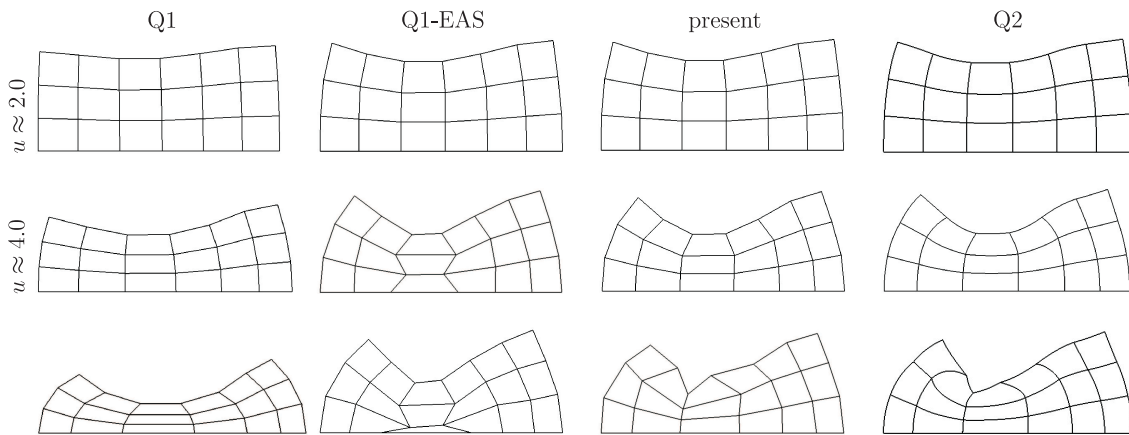 Q1
Q1-EAS
present
Q2
u ≈ 2.0
u ≈ 4.0